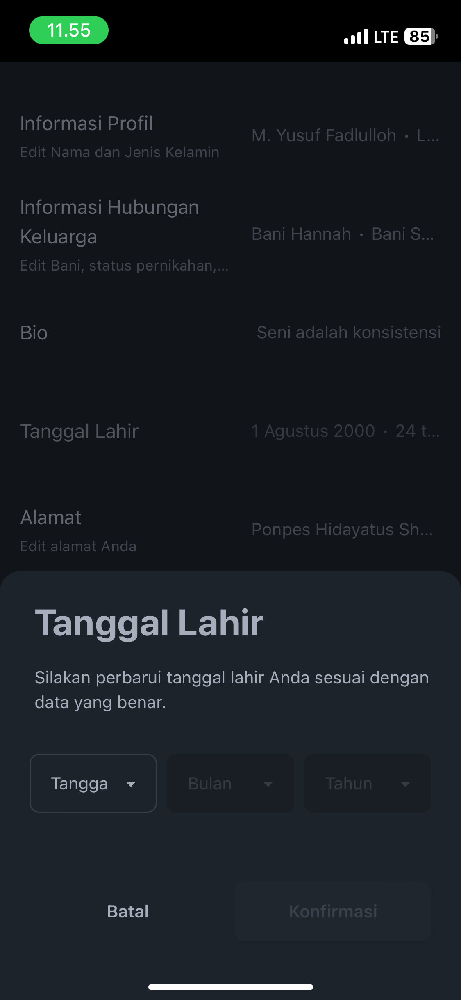 11.55
LTE 85
Informasi Profil
Edit Nama dan Jenis Kelamin
M. Yusuf Fadlulloh • L...
Informasi Hubungan
Keluarga
Edit Bani, status pernikahan,...
Bani Hannah • Bani S...
Bio
Seni adalah konsistensi
Tanggal Lahir
1 Agustus 2000 • 24 t...
Alamat
Edit alamat Anda
Ponpes Hidayatus Sh...
Tanggal Lahir
Silakan perbarui tanggal lahir Anda sesuai dengan
data yang benar.
Tangga
Bulan
Tahun
Batal
Konfirmasi